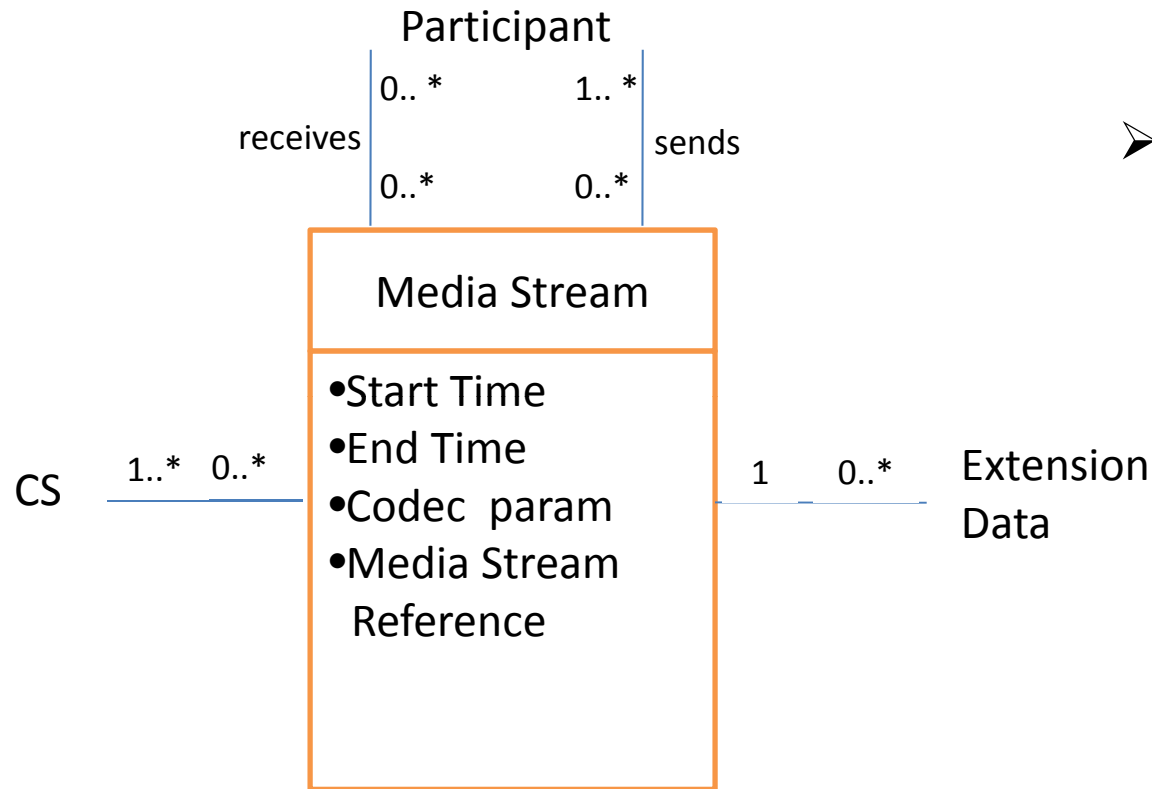 Participant
0.. * 1.. *
receives sends
0..* 0..*
Media Stream
•Start Time
•End Time
•Codec param
•Media Stream
Reference
CS 1..* 0..* 1 0..* Extension
Data